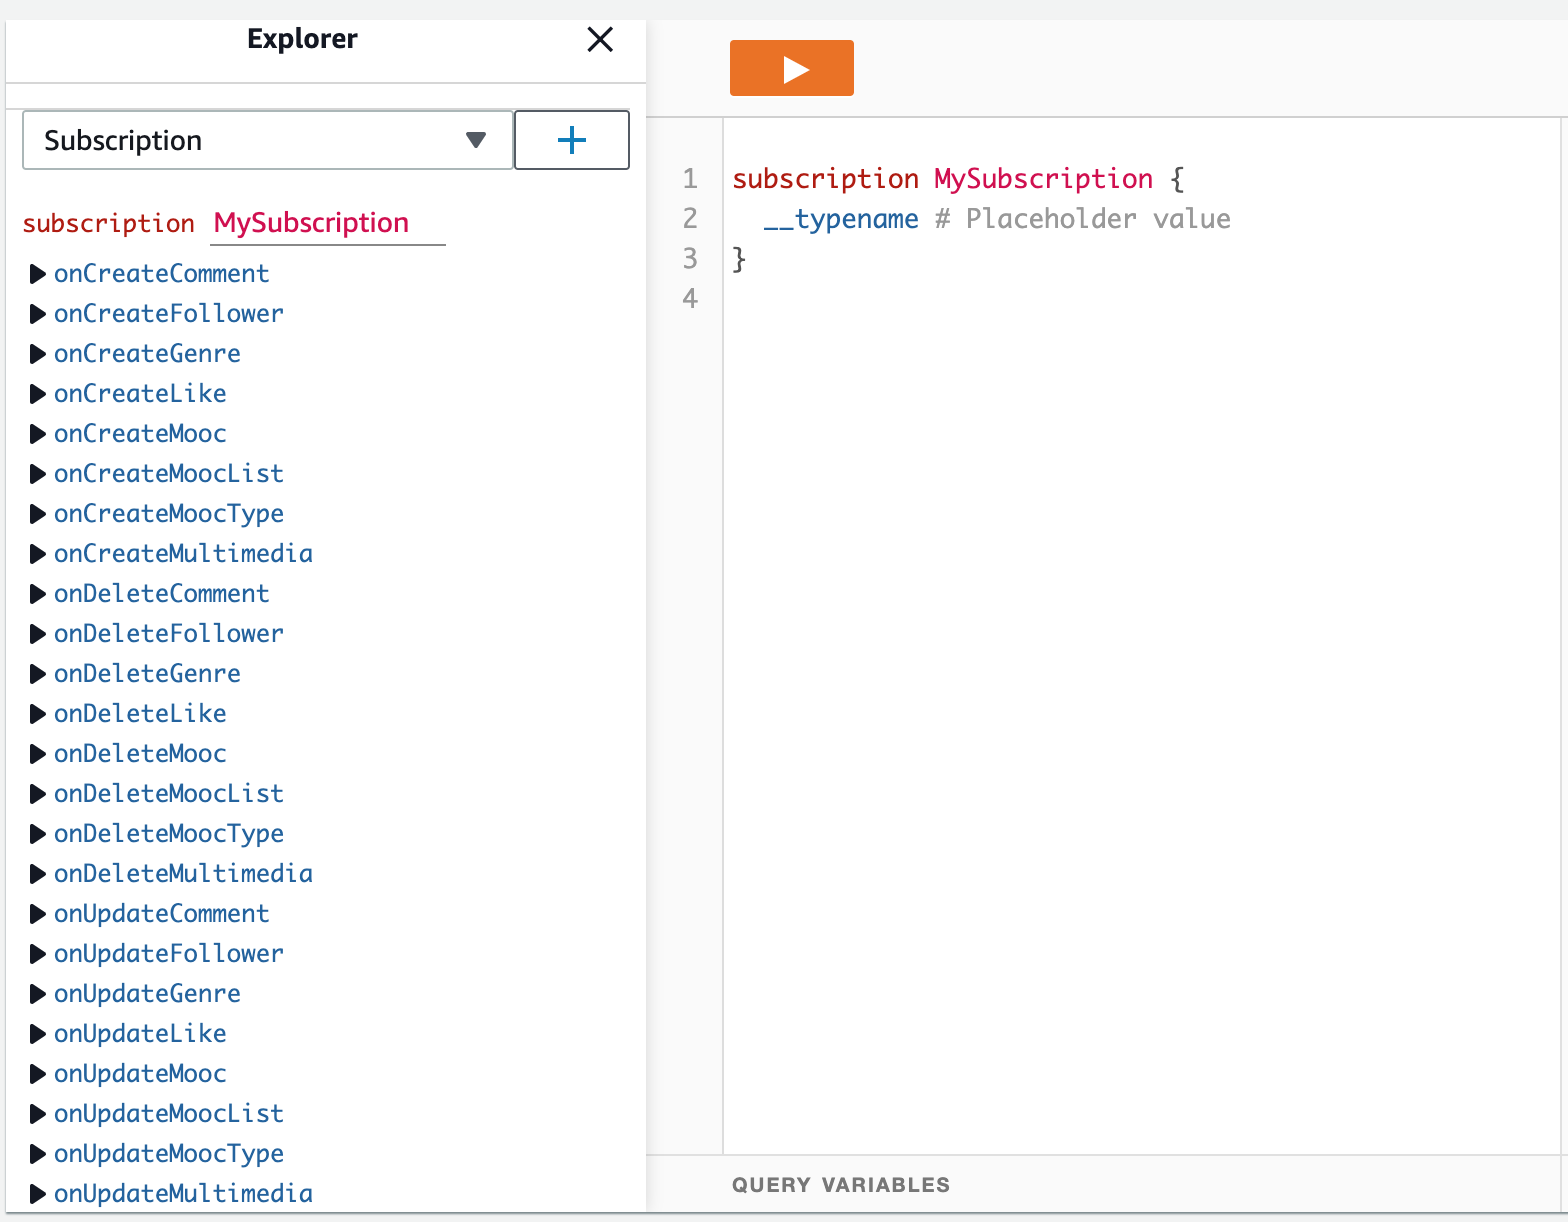 Explorer
Subscription
subscription MySubscription
onCreateComment
onCreateFollower
onCreateGenre
onCreateLike
onCreateMooc
onCreateMoocList
onCreateMoocType
onCreateMultimedia
onDeleteComment
onDeleteFollower
onDeleteGenre
onDeleteLike
onDeleteMooc
onDeleteMoocList
onDeleteMoocType
onDeleteMultimedia
onUpdateComment
onUpdateFollower
onUpdateGenre
onUpdateLike
onUpdateMooc
onUpdateMoocList
onUpdateMoocType
onUpdateMultimedia
1 subscription MySubscription {
2   __typename # Placeholder value
3 }
4
QUERY VARIABLES